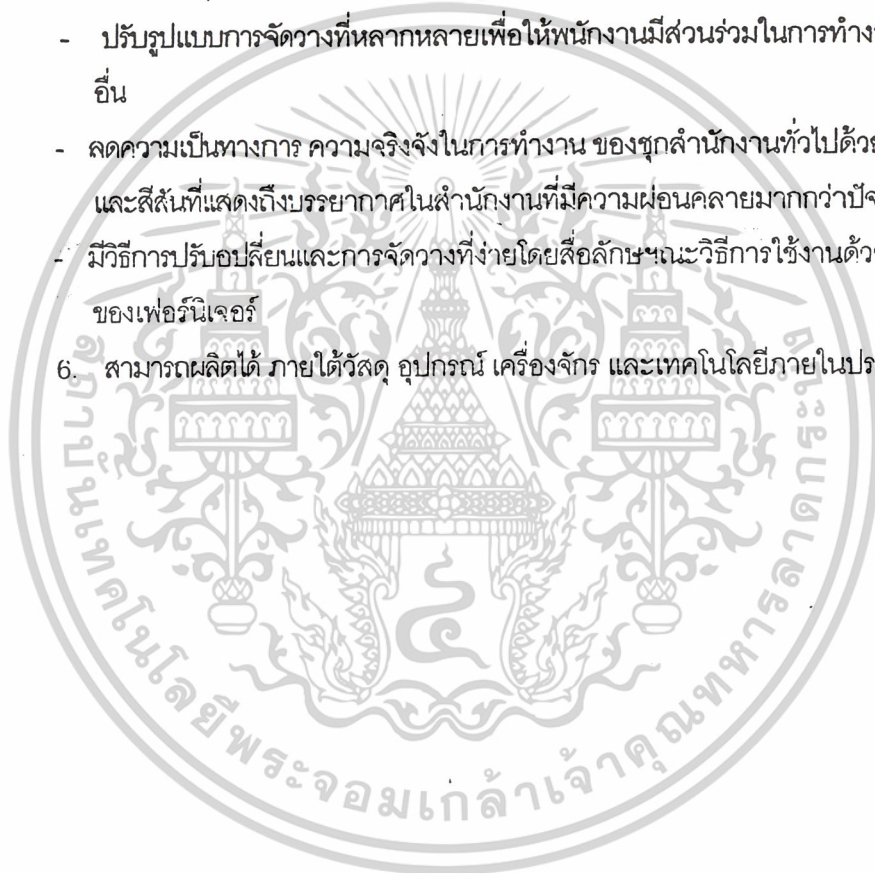 - ปรับรูปแบบการจัดวางที่หลากหลายเพื่อให้พนักงานมีส่วนร่วมในการทำงา
อื่น
- ลดความเป็นทางการ ความจริงจังในการทำงาน ของชุกสำนักงานทั่วไปด้วย
และสีสันที่แสดงถึงบรรยากาศในสำนักงานที่มีความผ่อนคลายมากกว่าปัจ
- มีวิธีการปรับอปลี่ยนและการจัดวางที่ง่ายโดยสื่อลักษฯณะวิธีการใช้งานด้ว
ของเฟอร์นิเจอร์
6. สามารถผลิตได้ ภายใต้วัสดุ อุปกรณ์ เครื่องจักร และเทคโนโลยีภายในประ
สถาบันเทคโนโลยีพระจอมเกล้าเจ้าคุณทหารลาดกระบัง